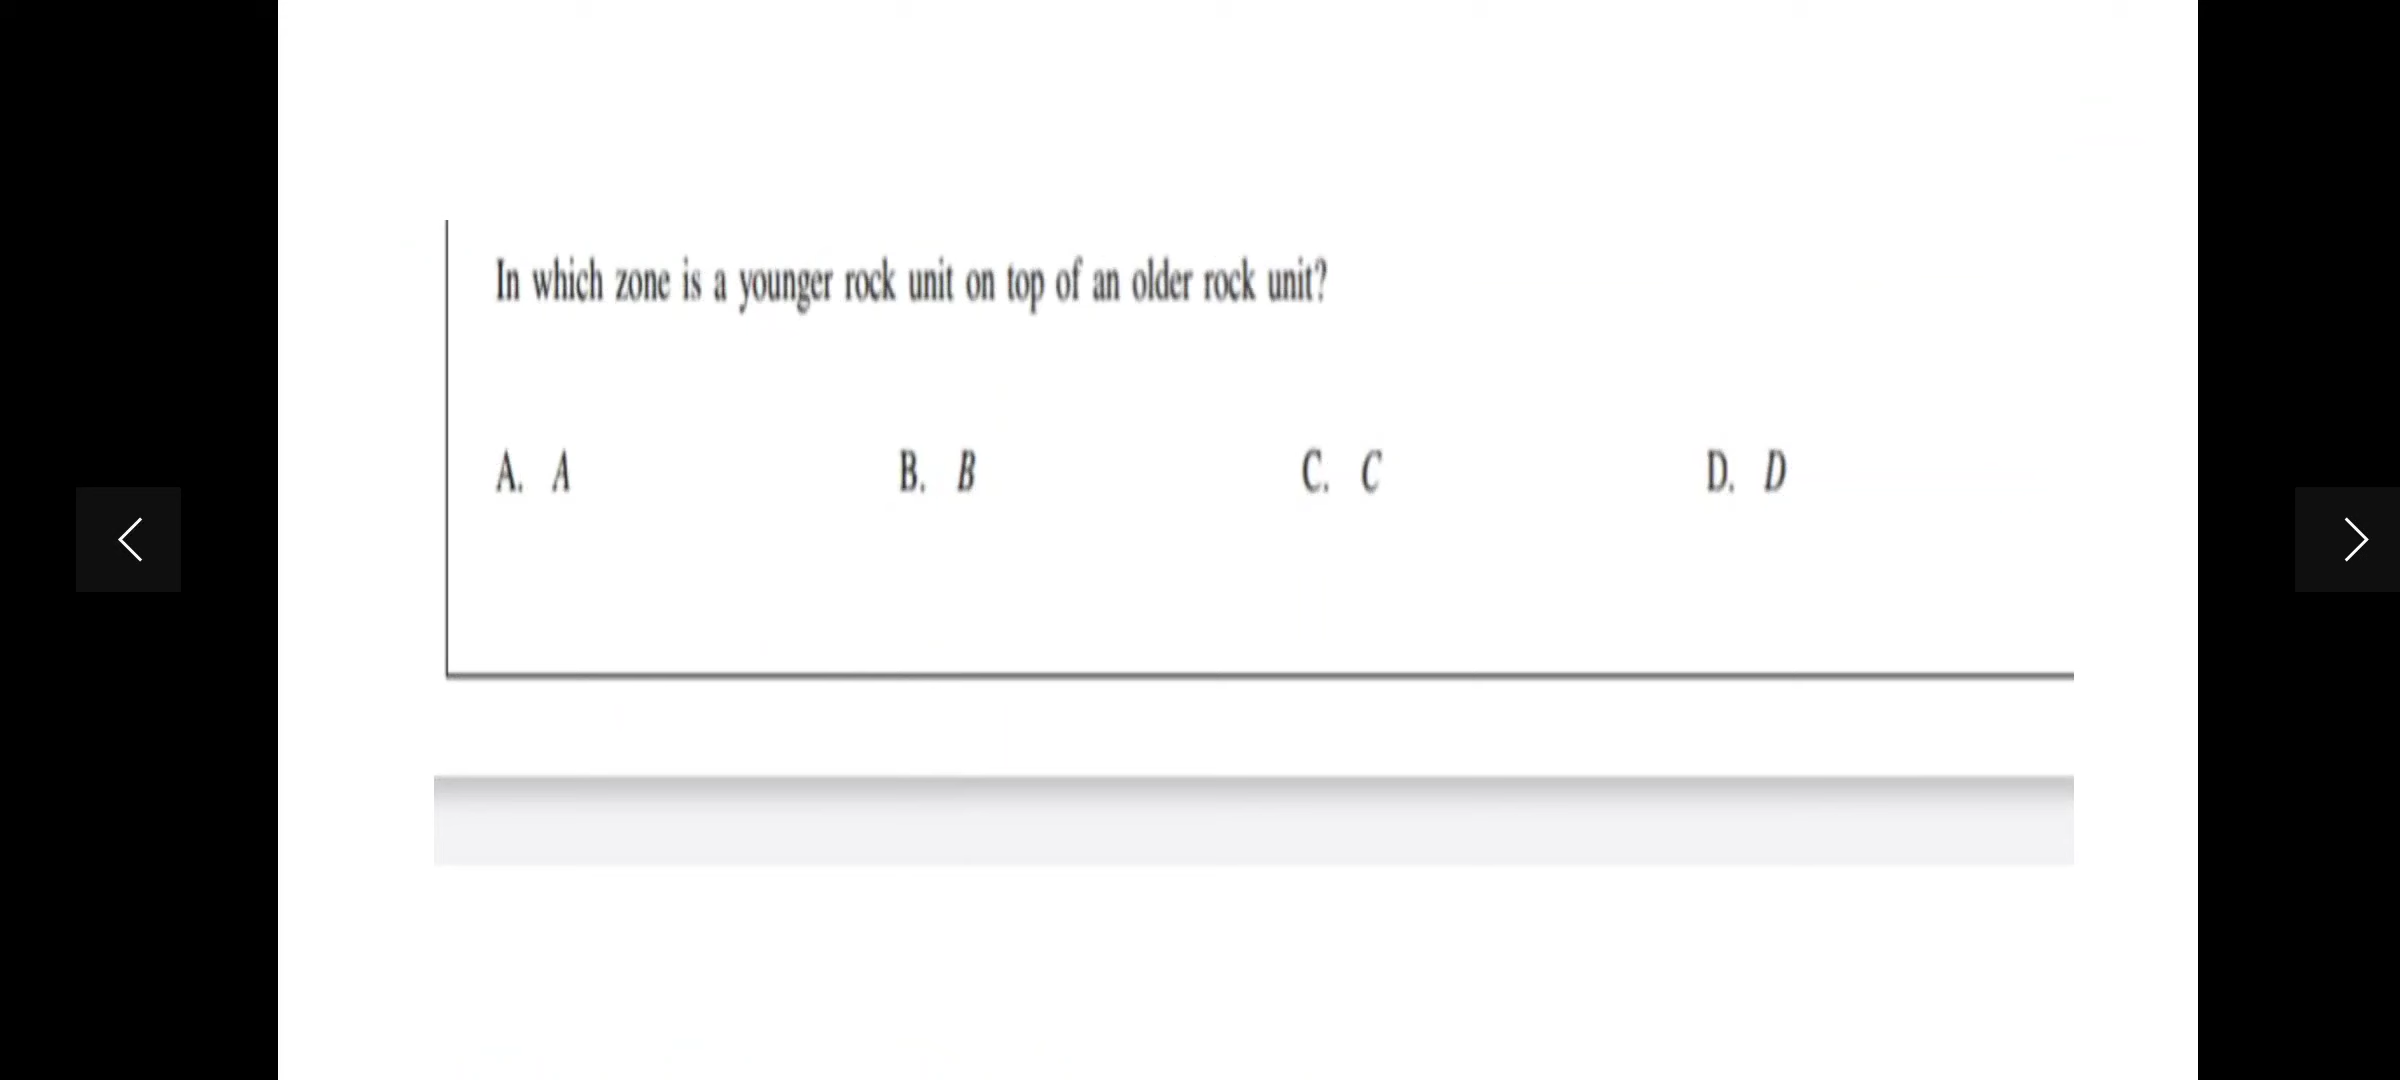 In which zone is a younger rock unit on top of an older rock unit?
A. A B. B C. C D. D